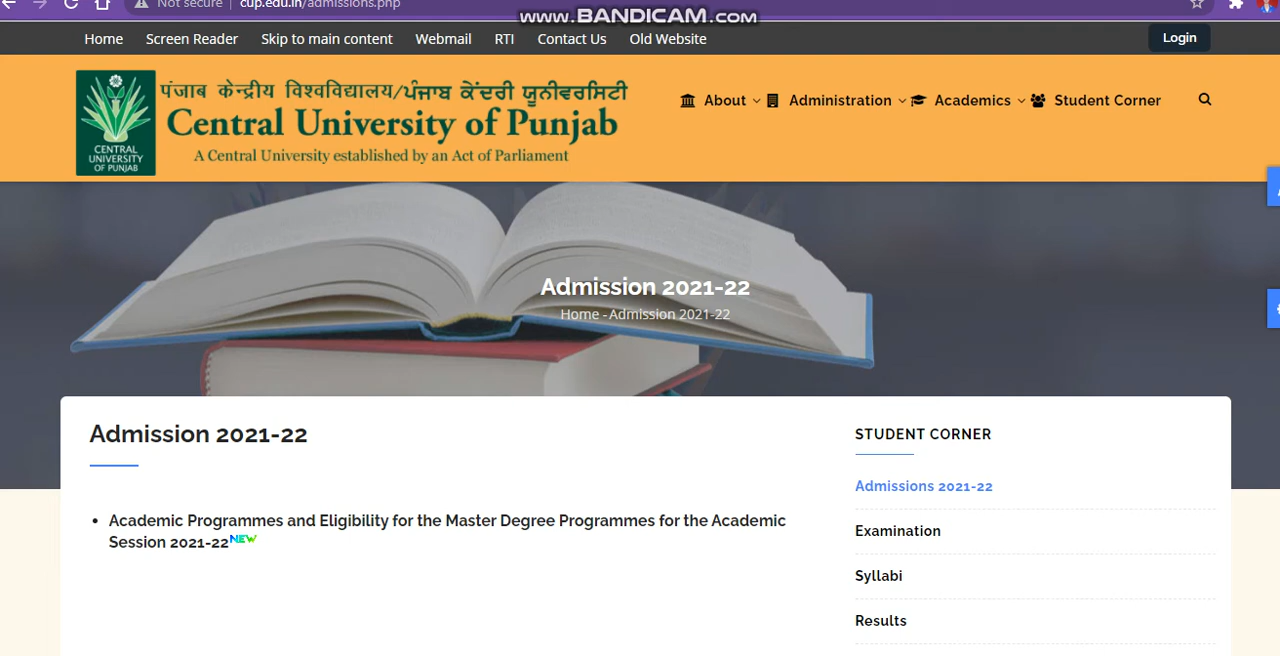 Not secure | cup.edu.in/admissions.php
www.BANDICAM.com
Home Screen Reader Skip to main content Webmail RTI Contact Us Old Website Login
पंजाब केन्द्रीय विश्वविद्यालय/ਪੰਜਾਬ ਕੇਂਦਰੀ ਯੂਨੀਵਰਸਿਟੀ
Central University of Punjab
A Central University established by an Act of Parliament
CENTRAL
UNIVERSITY
OF PUNJAB
About Administration Academics Student Corner
Admission 2021-22
Home - Admission 2021-22
Admission 2021-22
• Academic Programmes and Eligibility for the Master Degree Programmes for the Academic
Session 2021-22 NEW
STUDENT CORNER
Admissions 2021-22
Examination
Syllabi
Results